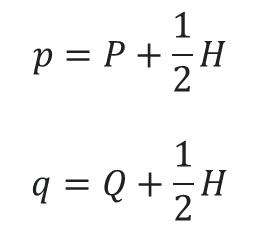 p = P + 1/2 H
q = Q + 1/2 H